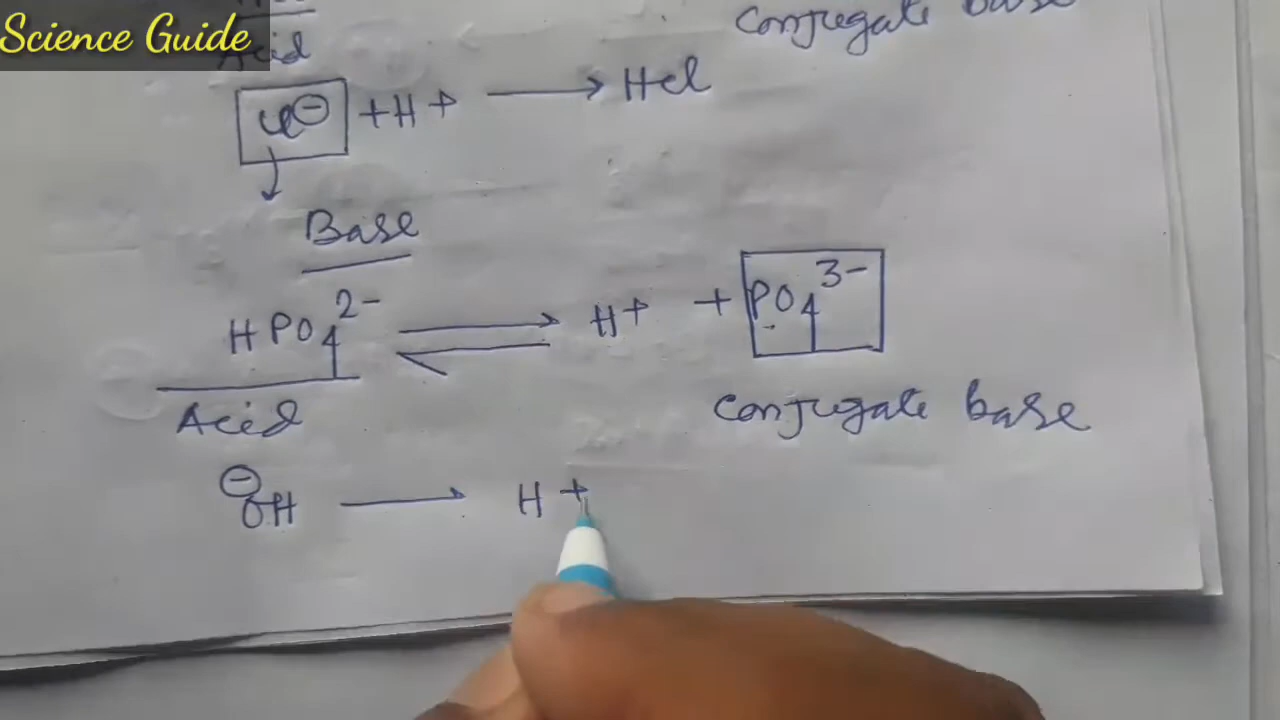 Science Guide
Conjugate base
Acid
Cl⊖ + H+ ⟶ HCl
Base
HPO4 2- ⇌ H+ + PO4 3-
Acid
Conjugate base
⊖OH ⟶ H+